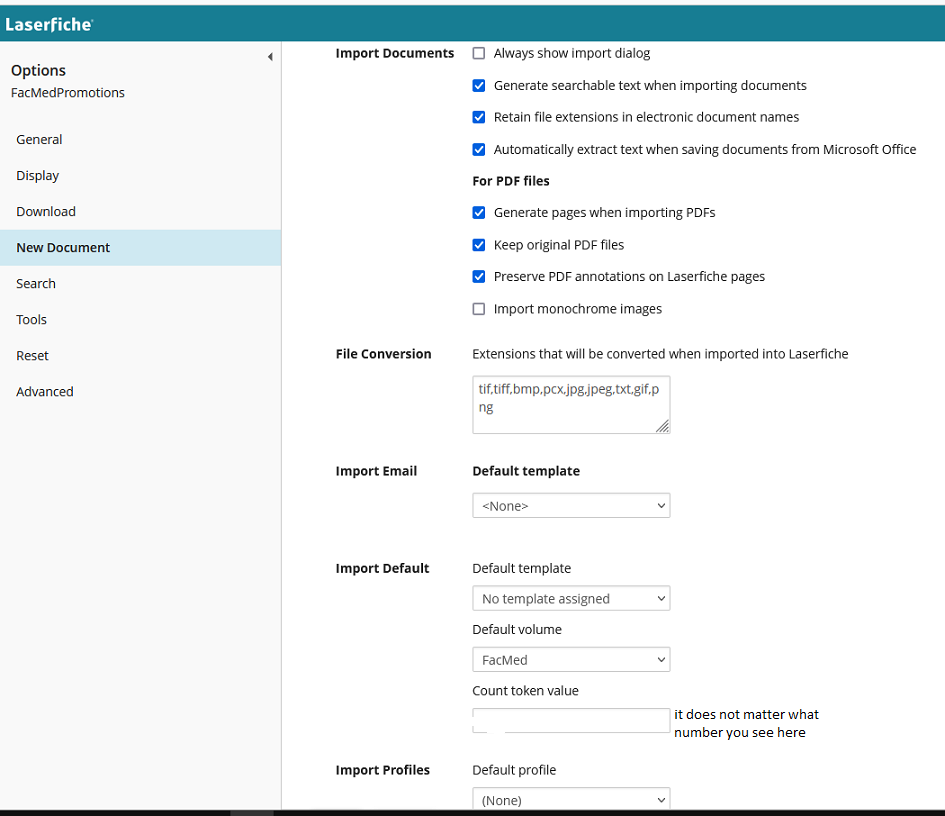 Laserfiche
Options
FacMedPromotions
General
Display
Download
New Document
Search
Tools
Reset
Advanced
Import Documents
Always show import dialog
Generate searchable text when importing documents
Retain file extensions in electronic document names
Automatically extract text when saving documents from Microsoft Office
For PDF files
Generate pages when importing PDFs
Keep original PDF files
Preserve PDF annotations on Laserfiche pages
Import monochrome images
File Conversion
Extensions that will be converted when imported into Laserfiche
tif,tiff,bmp,pcx,jpg,jpeg,txt,gif,p
ng
Import Email
Default template
<None>
Import Default
Default template
No template assigned
Default volume
FacMed
Count token value
it does not matter what
number you see here
Import Profiles
Default profile
(None)